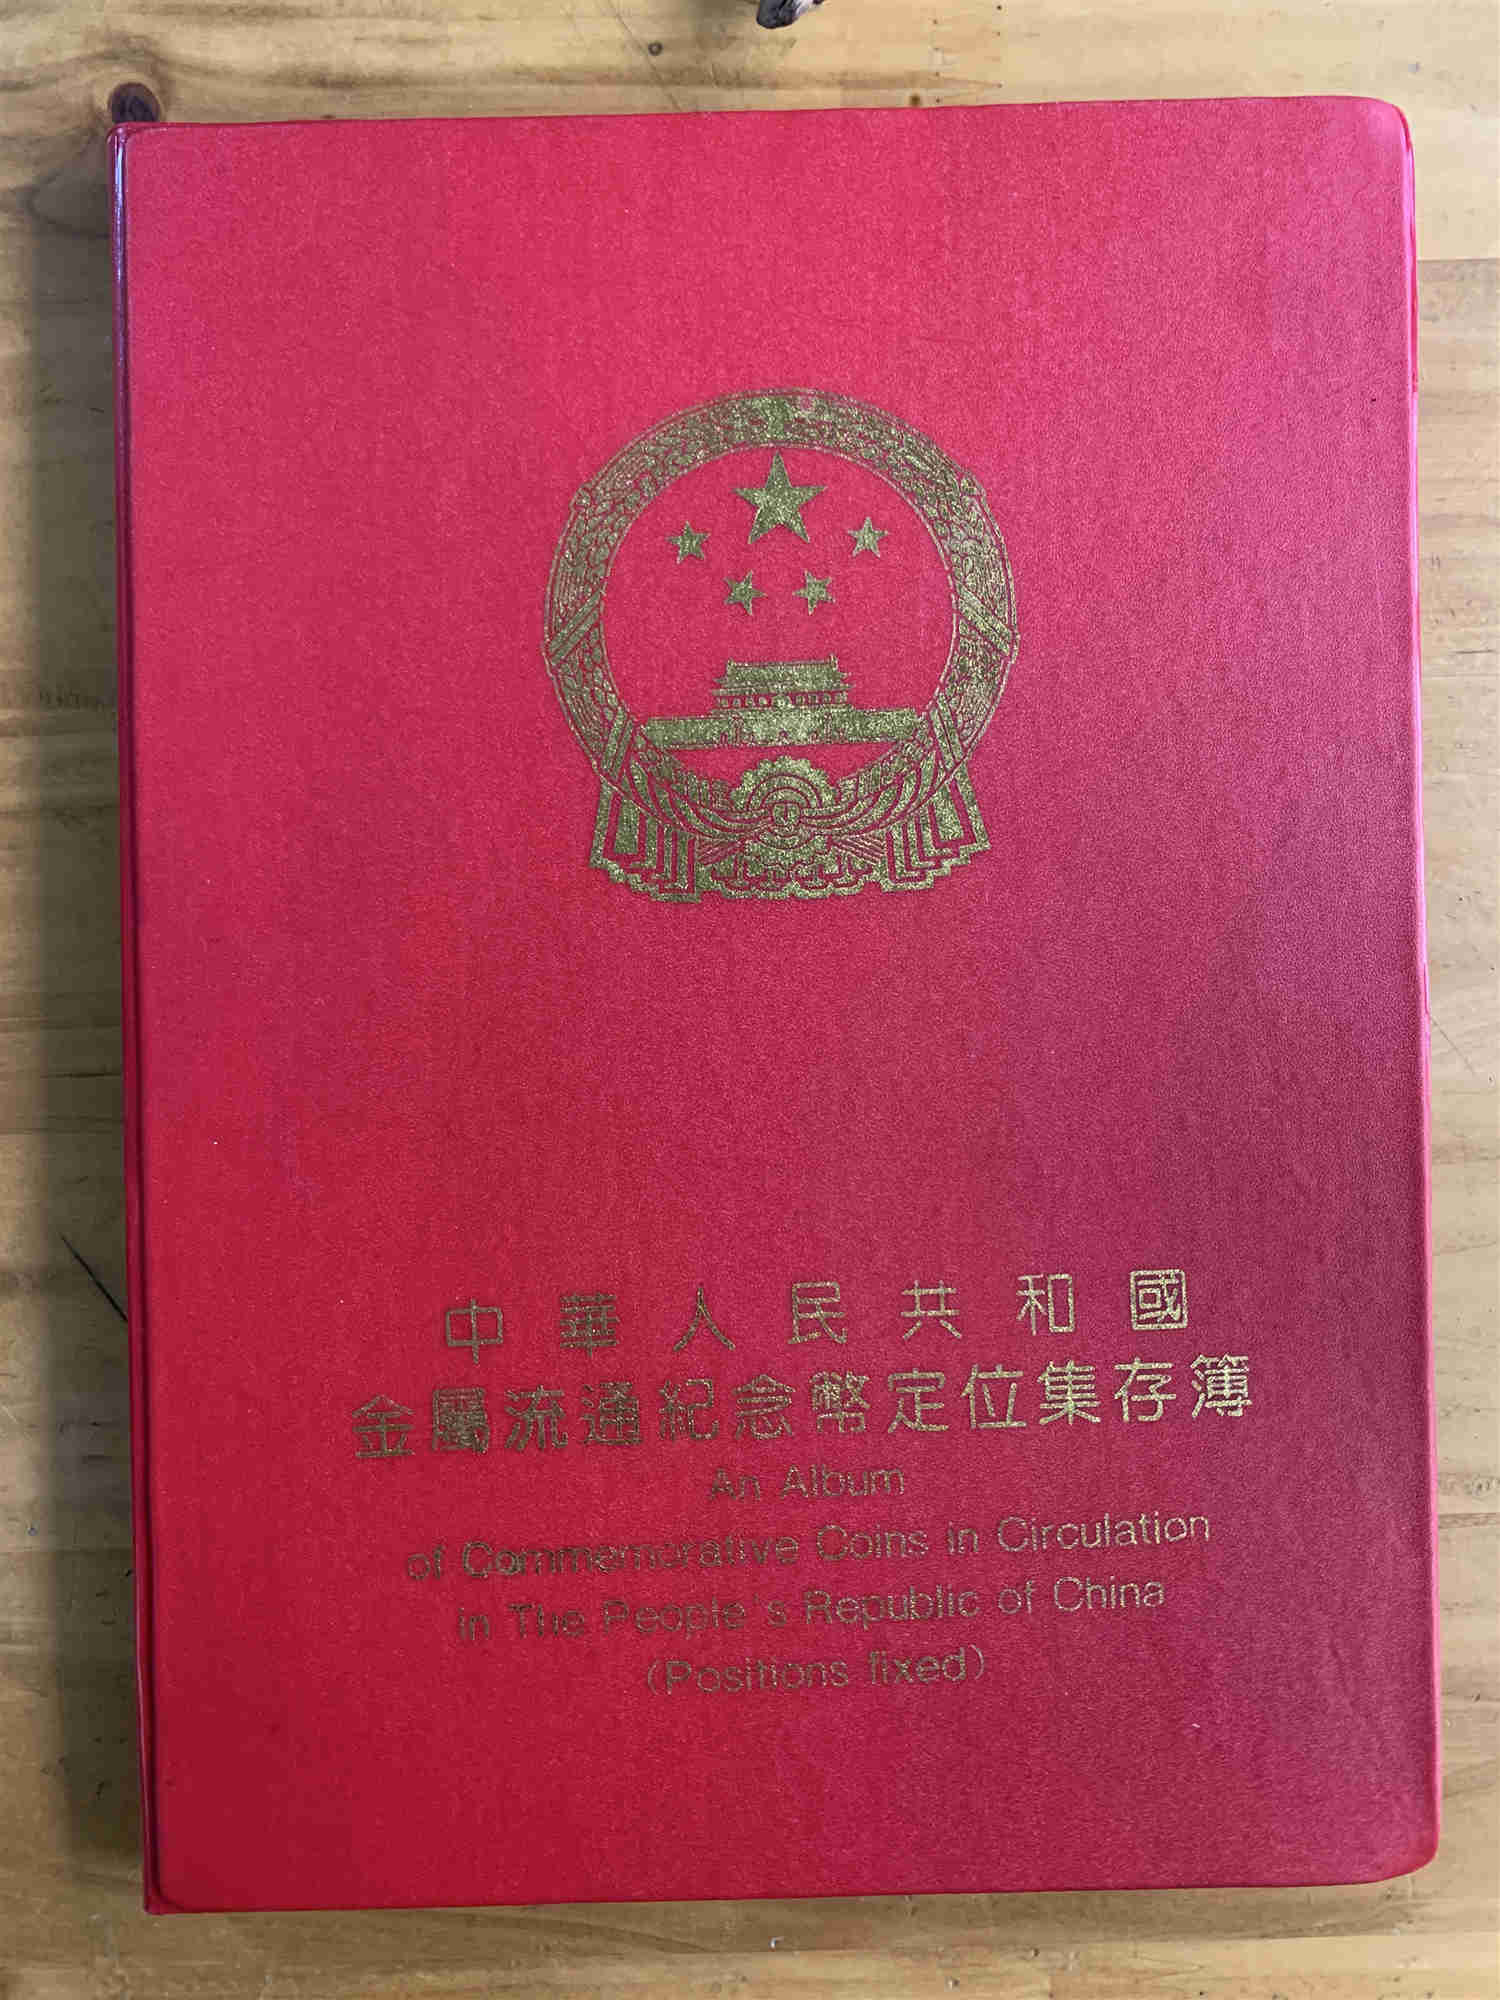 中華人民共和國
金屬流通紀念幣定位集存簿
An Album
of Commemorative Coins in Circulation
in The People's Republic of China
(Positions fixed)